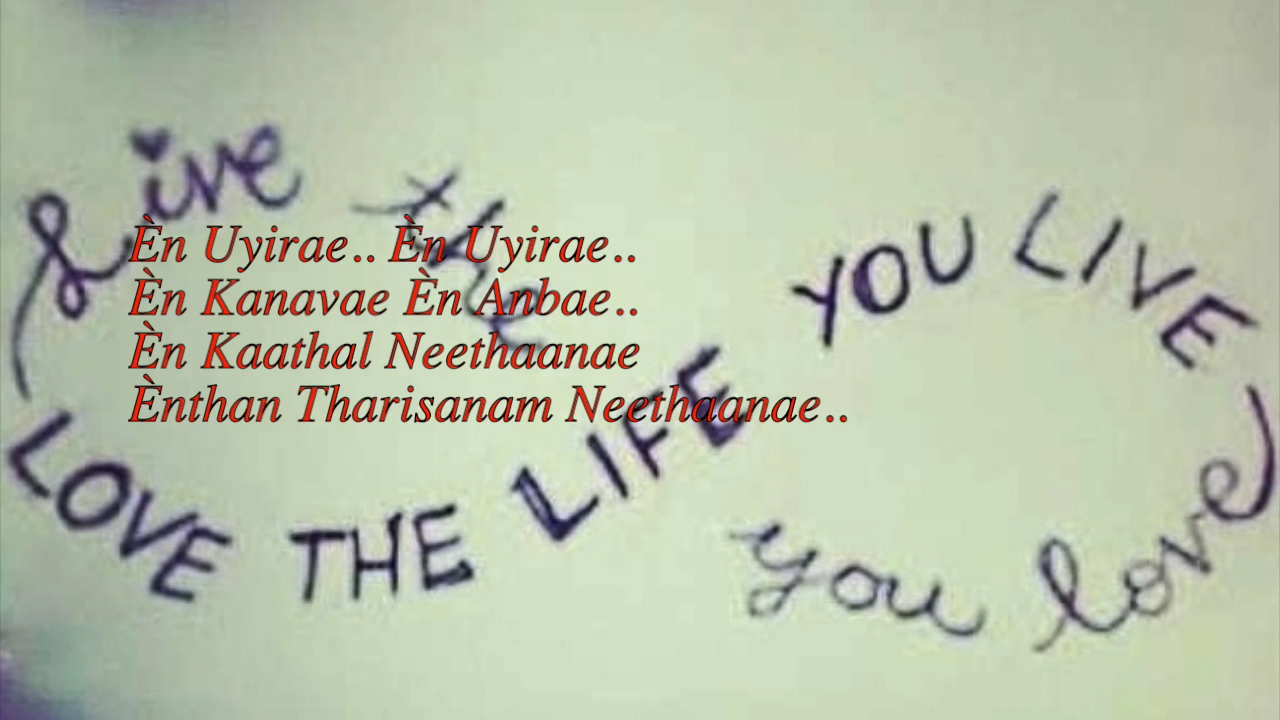 Live the LIFE you love
LOVE THE LIFE YOU LIVE
Èn Uyirae.. Èn Uyirae..
Èn Kanavae Èn Anbae..
Èn Kaathal Neethaanae
Ènthan Tharisanam Neethaanae..